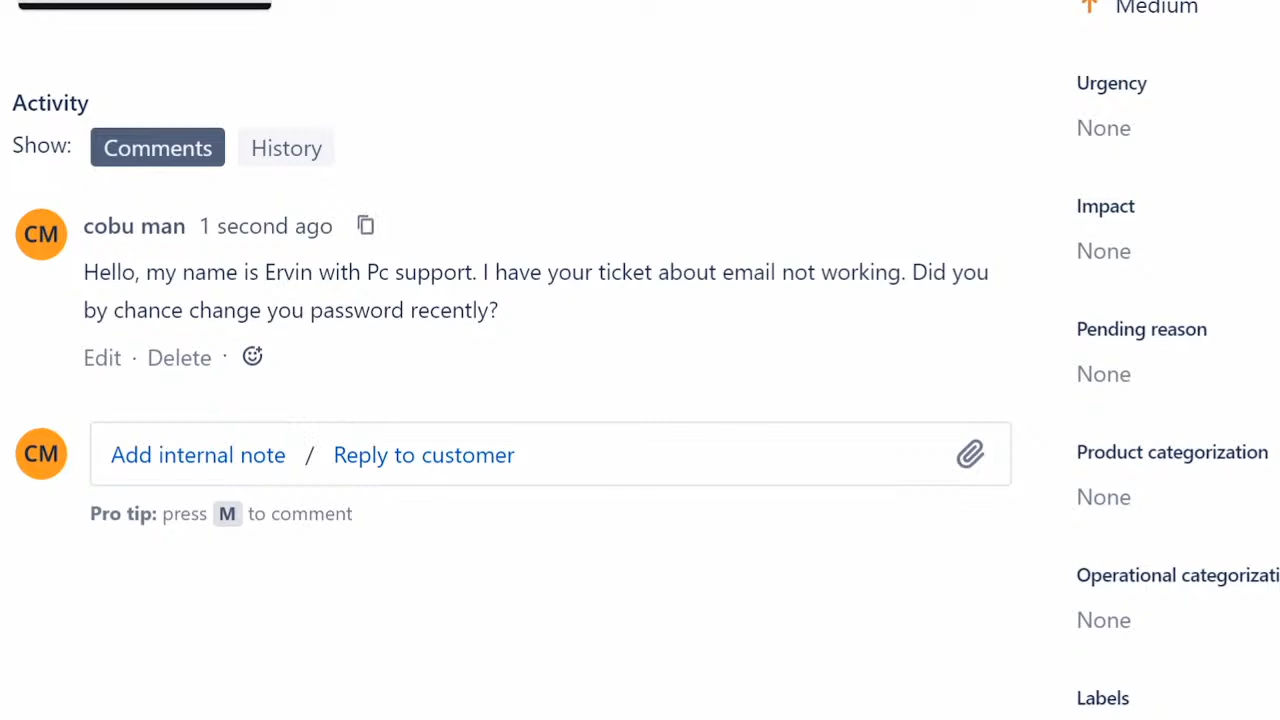 Medium
Activity
Show: Comments History
CM cobu man 1 second ago
Hello, my name is Ervin with Pc support. I have your ticket about email not working. Did you
by chance change you password recently?
Edit · Delete ·
CM Add internal note / Reply to customer
Pro tip: press M to comment
Urgency
None
Impact
None
Pending reason
None
Product categorization
None
Operational categorizati
None
Labels